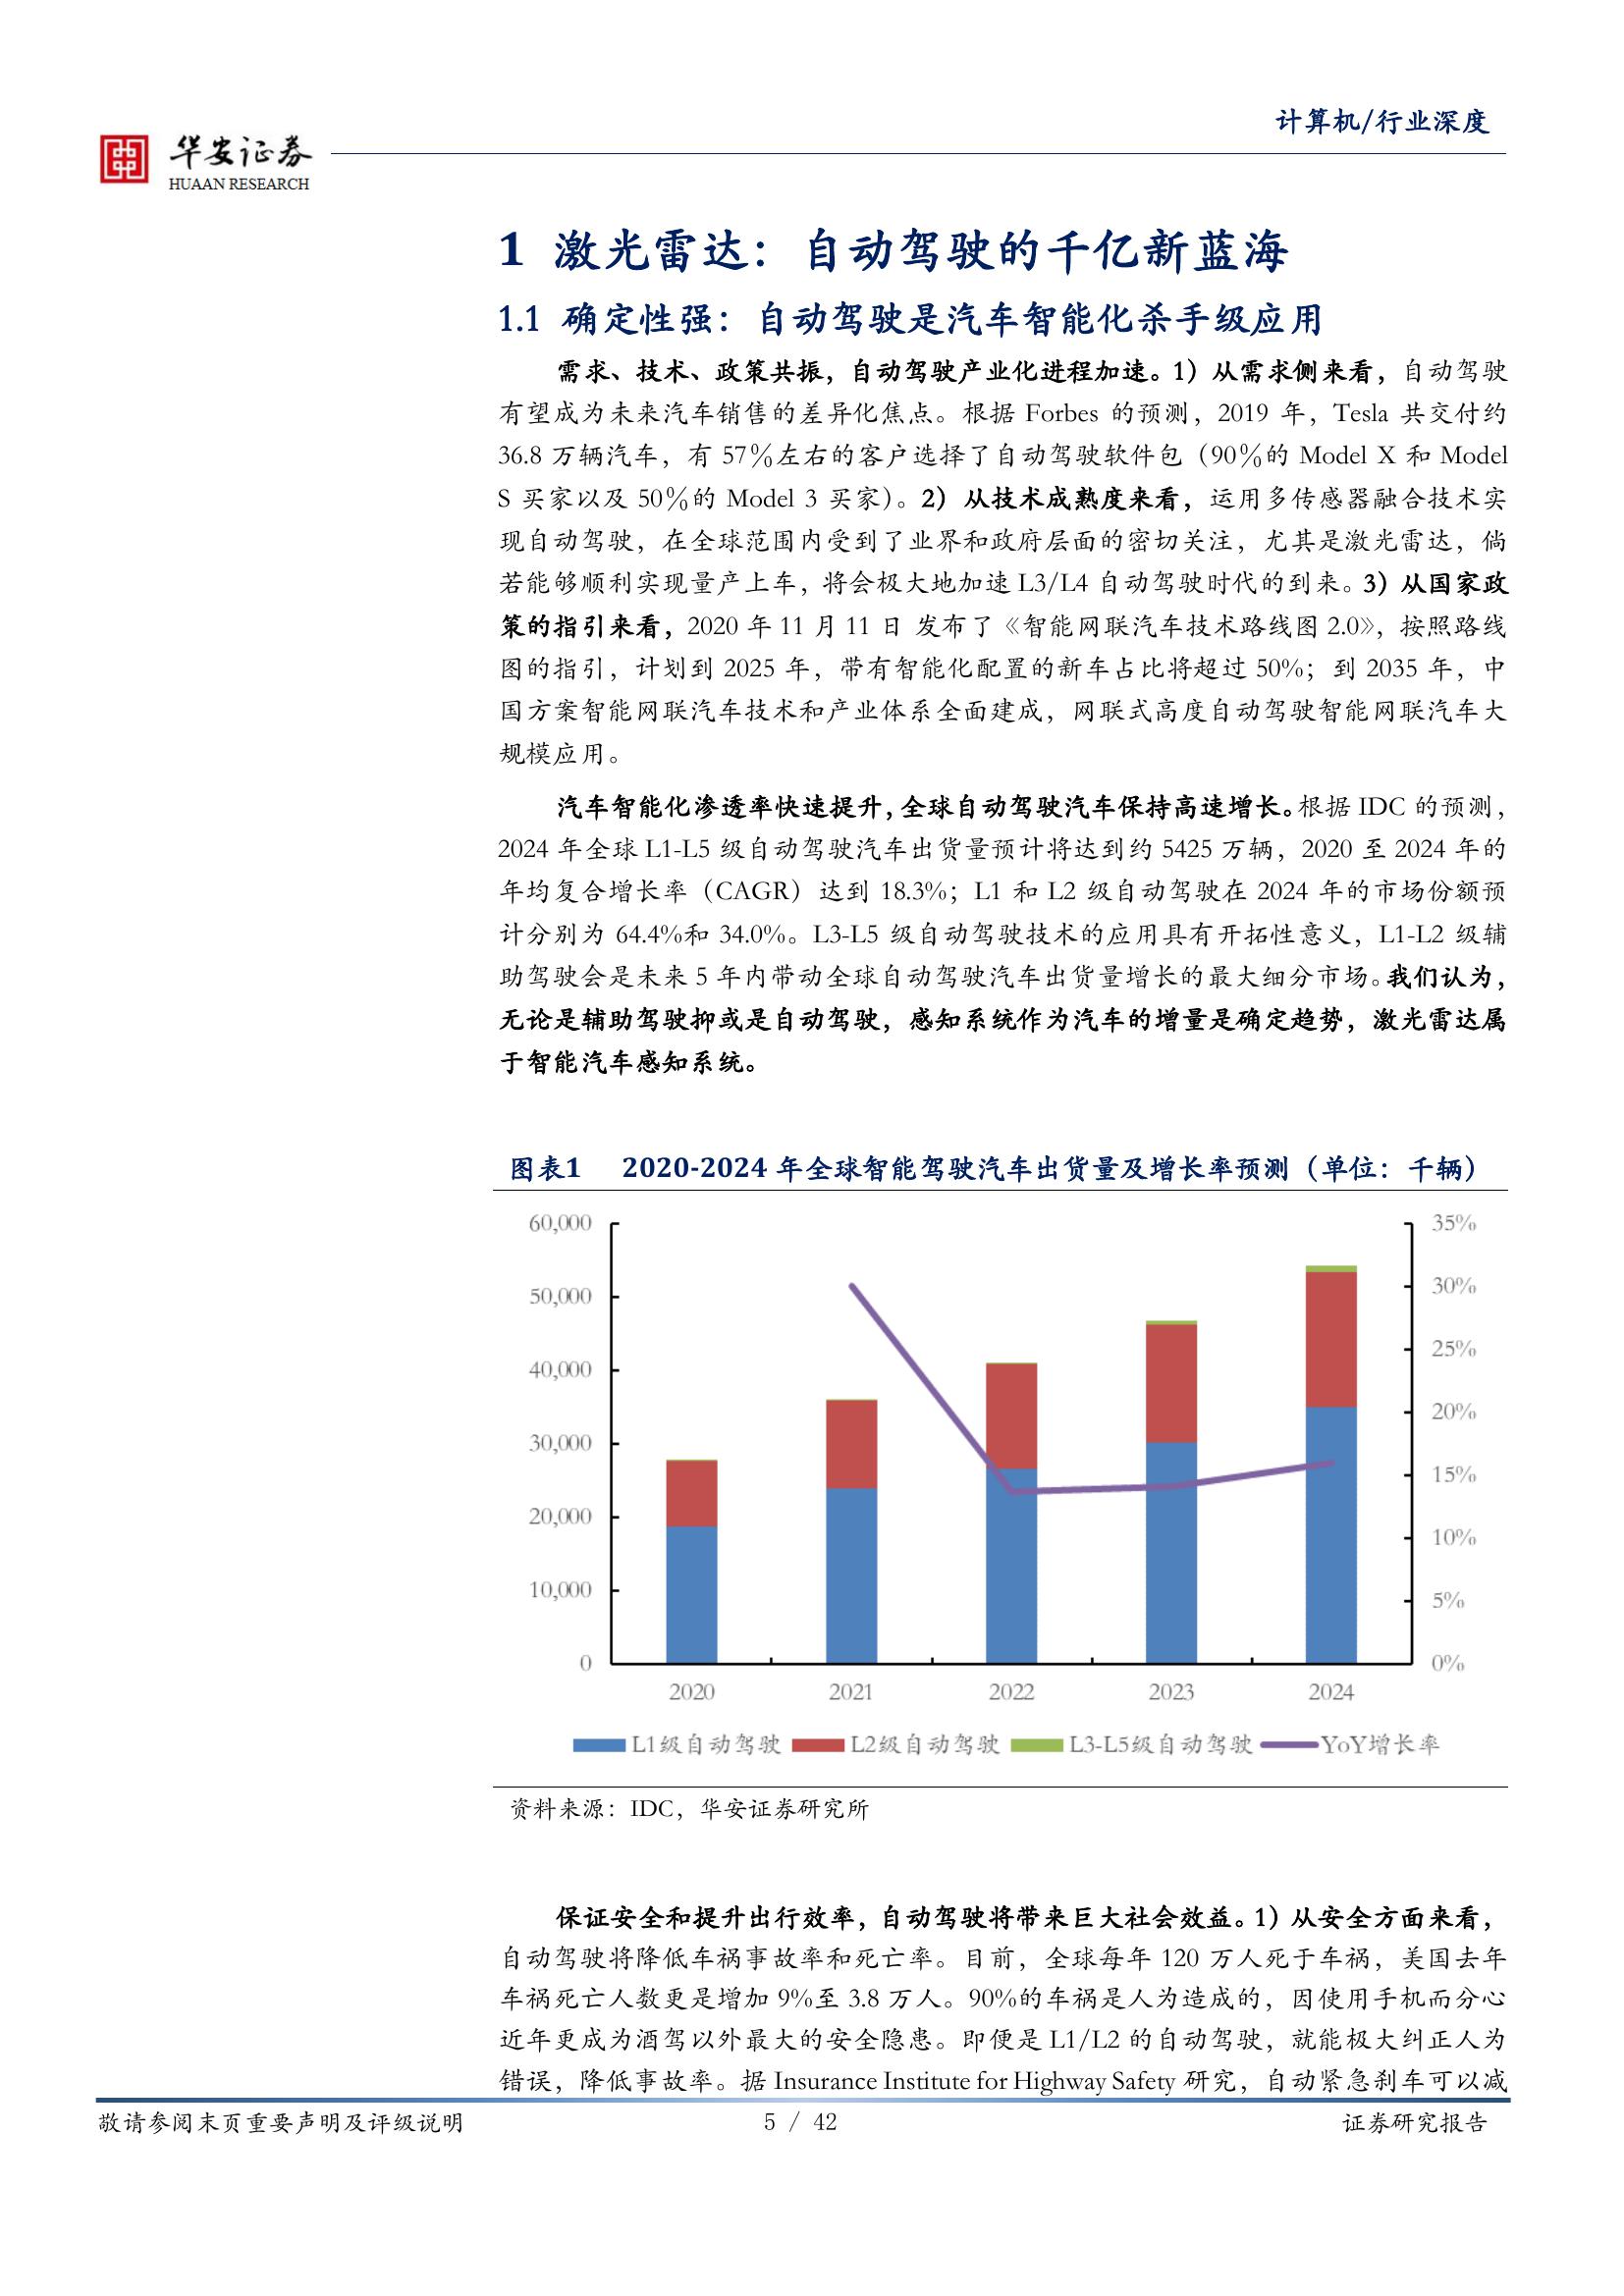 计算机/行业深度
华安证券
HUAAN RESEARCH
1 激光雷达：自动驾驶的千亿新蓝海
1.1 确定性强：自动驾驶是汽车智能化杀手级应用
需求、技术、政策共振，自动驾驶产业化进程加速。1）从需求侧来看，自动驾驶
有望成为未来汽车销售的差异化焦点。根据 Forbes 的预测，2019 年，Tesla 共交付约
36.8 万辆汽车，有 57%左右的客户选择了自动驾驶软件包（90%的 Model X 和 Model
S 买家以及 50%的 Model 3 买家）。2）从技术成熟度来看，运用多传感器融合技术实
现自动驾驶，在全球范围内受到了业界和政府层面的密切关注，尤其是激光雷达，倘
若能够顺利实现量产上车，将会极大地加速 L3/L4 自动驾驶时代的到来。3）从国家政
策的指引来看，2020 年 11 月 11 日 发布了《智能网联汽车技术路线图 2.0》，按照路线
图的指引，计划到 2025 年，带有智能化配置的新车占比将超过 50%；到 2035 年，中
国方案智能网联汽车技术和产业体系全面建成，网联式高度自动驾驶智能网联汽车大
规模应用。
汽车智能化渗透率快速提升，全球自动驾驶汽车保持高速增长。根据 IDC 的预测，
2024 年全球 L1-L5 级自动驾驶汽车出货量预计将达到约 5425 万辆，2020 至 2024 年的
年均复合增长率（CAGR）达到 18.3%；L1 和 L2 级自动驾驶在 2024 年的市场份额预
计分别为 64.4%和 34.0%。L3-L5 级自动驾驶技术的应用具有开拓性意义，L1-L2 级辅
助驾驶会是未来 5 年内带动全球自动驾驶汽车出货量增长的最大细分市场。我们认为，
无论是辅助驾驶抑或是自动驾驶，感知系统作为汽车的增量是确定趋势，激光雷达属
于智能汽车感知系统。
图表1 2020-2024 年全球智能驾驶汽车出货量及增长率预测（单位：千辆）
60,000 35%
50,000 30%
40,000 25%
30,000 20%
20,000 15%
10,000 10%
0 5%
0%
2020 2021 2022 2023 2024
L1级自动驾驶 L2级自动驾驶 L3-L5级自动驾驶 YoY增长率
资料来源：IDC，华安证券研究所
保证安全和提升出行效率，自动驾驶将带来巨大社会效益。1）从安全方面来看，
自动驾驶将降低车祸事故率和死亡率。目前，全球每年 120 万人死于车祸，美国去年
车祸死亡人数更是增加 9%至 3.8 万人。90%的车祸是人为造成的，因使用手机而分心
近年更成为酒驾以外最大的安全隐患。即便是 L1/L2 的自动驾驶，就能极大纠正人为
错误，降低事故率。据 Insurance Institute for Highway Safety 研究，自动紧急刹车可以减
敬请参阅末页重要声明及评级说明 5 / 42 证券研究报告